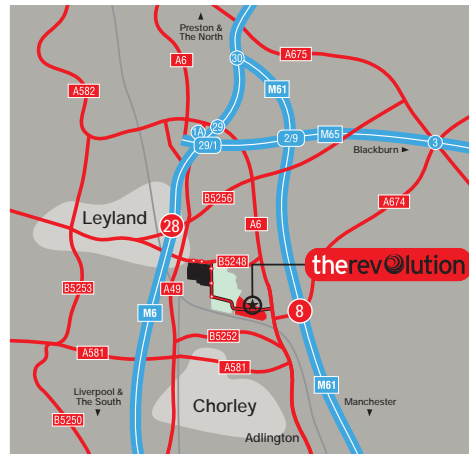 Preston &
The North
A6
A675
30
A582
M61
1A
29
29/1
2/9
M65
3
Blackburn
B5256
Leyland
A674
28
A6
B5248
therevolution
B5253
A49
8
M6
B5252
A581
A581
M61
Liverpool &
The South
Chorley
Manchester
B5250
Adlington